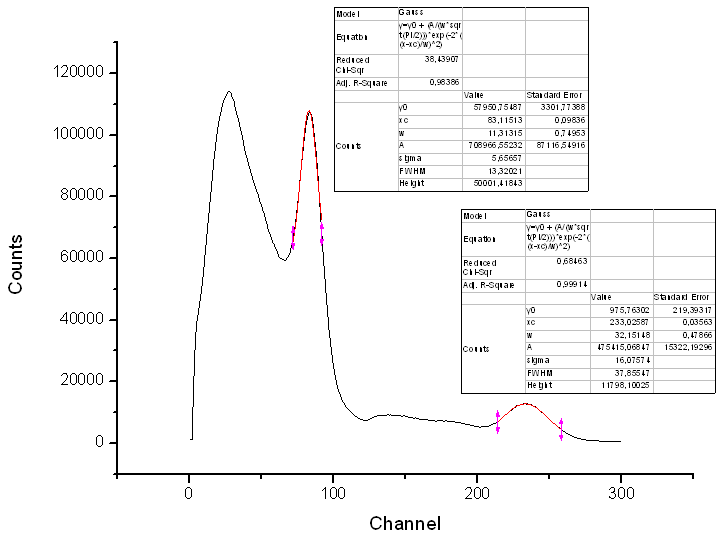 Model Gauss
Equation y=y0 + (A/(w*sqr
t(PI/2)))*exp(-2*(
(x-xc)/w)^2)
Reduced 38,43907
Chi-Sqr
Adj. R-Square 0,98386
Value Standard Error
y0 57950,75487 3301,77388
xc 83,11513 0,09836
w 11,31315 0,74953
Counts A 708966,55232 87116,54916
sigma 5,65657
FWHM 13,32021
Height 50001,41843
Model Gauss
Equation y=y0 + (A/(w*sqr
t(PI/2)))*exp(-2*(
(x-xc)/w)^2)
Reduced 0,68463
Chi-Sqr
Adj. R-Square 0,99914
Value Standard Error
y0 975,76302 219,39317
xc 233,02587 0,03563
w 32,15148 0,47866
Counts A 475415,06847 15322,19296
sigma 16,07574
FWHM 37,85547
Height 11798,10025
120000
100000
80000
60000
40000
20000
0
Counts
0 100 200 300
Channel